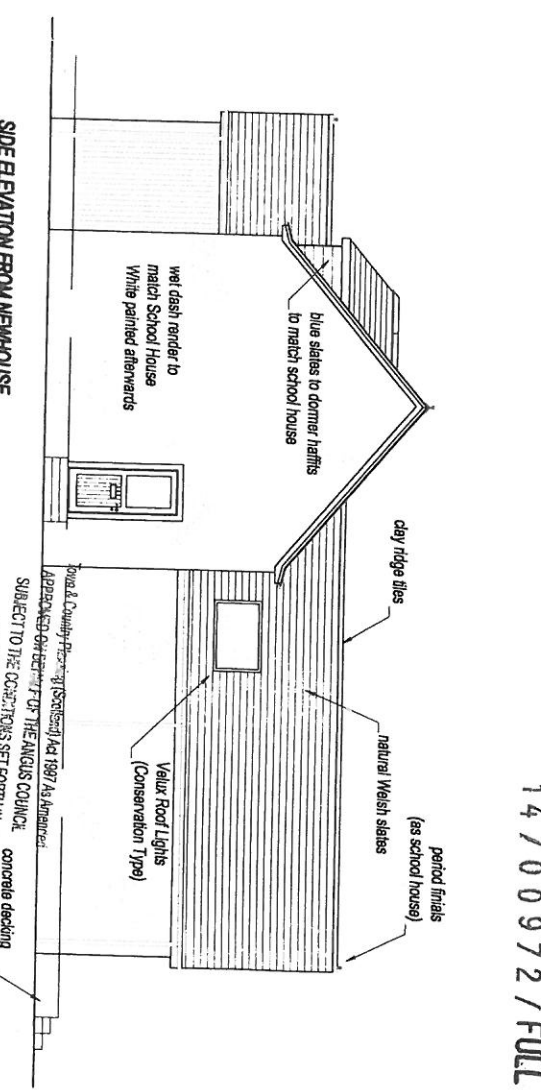 14/00972/FULL
period finials
(as school house)
natural Welsh slates
clay ridge tiles
blue slates to dormer haffits
to match school house
wet dash render to
match School House
White painted afterwards
Velux Roof Lights
(Conservation Type)
Town & Country Planning (Scotland) Act 1997 As Amended
APPROVED ON BEHALF OF THE ANGUS COUNCIL
SUBJECT TO THE CONDITIONS SET FORTH IN
concrete decking
SIDE ELEVATION FROM NEWHOUSE